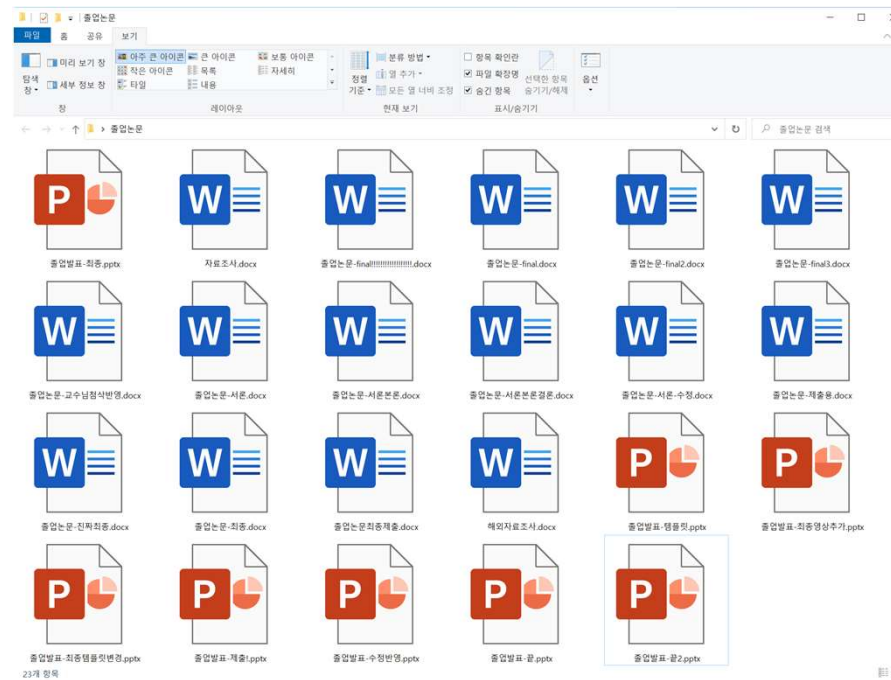 졸업논문
파일 홈 공유 보기
탐색 창
미리 보기 창
세부 정보 창
아주 큰 아이콘 큰 아이콘 보통 아이콘
작은 아이콘 목록 자세히
타일 내용
정렬 기준
분류 방법
열 추가
모든 열 너비 조정
항목 확인란
파일 확장명
숨긴 항목
선택한 항목 숨기기/해제
옵션
창 레이아웃 현재 보기 표시/숨기기
졸업논문
졸업논문 검색
P W W W W W
졸업발표-최종.pptx 자료조사.docx 졸업논문-final!!!!!!!!!!!!!!!!!!.docx 졸업논문-final.docx 졸업논문-final2.docx 졸업논문-final3.docx
W W W W W W
졸업논문-교수님첨삭반영.docx 졸업논문-서론.docx 졸업논문-서론본론.docx 졸업논문-서론본론결론.docx 졸업논문-서론-수정.docx 졸업논문-제출용.docx
W W W W P P
졸업논문-진짜최종.docx 졸업논문-최종.docx 졸업논문최종제출.docx 해외자료조사.docx 졸업발표-템플릿.pptx 졸업발표-최종영상추가.pptx
P P P P P
졸업발표-최종템플릿변경.pptx 졸업발표-제출!.pptx 졸업발표-수정반영.pptx 졸업발표-끝.pptx 졸업발표-끝2.pptx
23개 항목